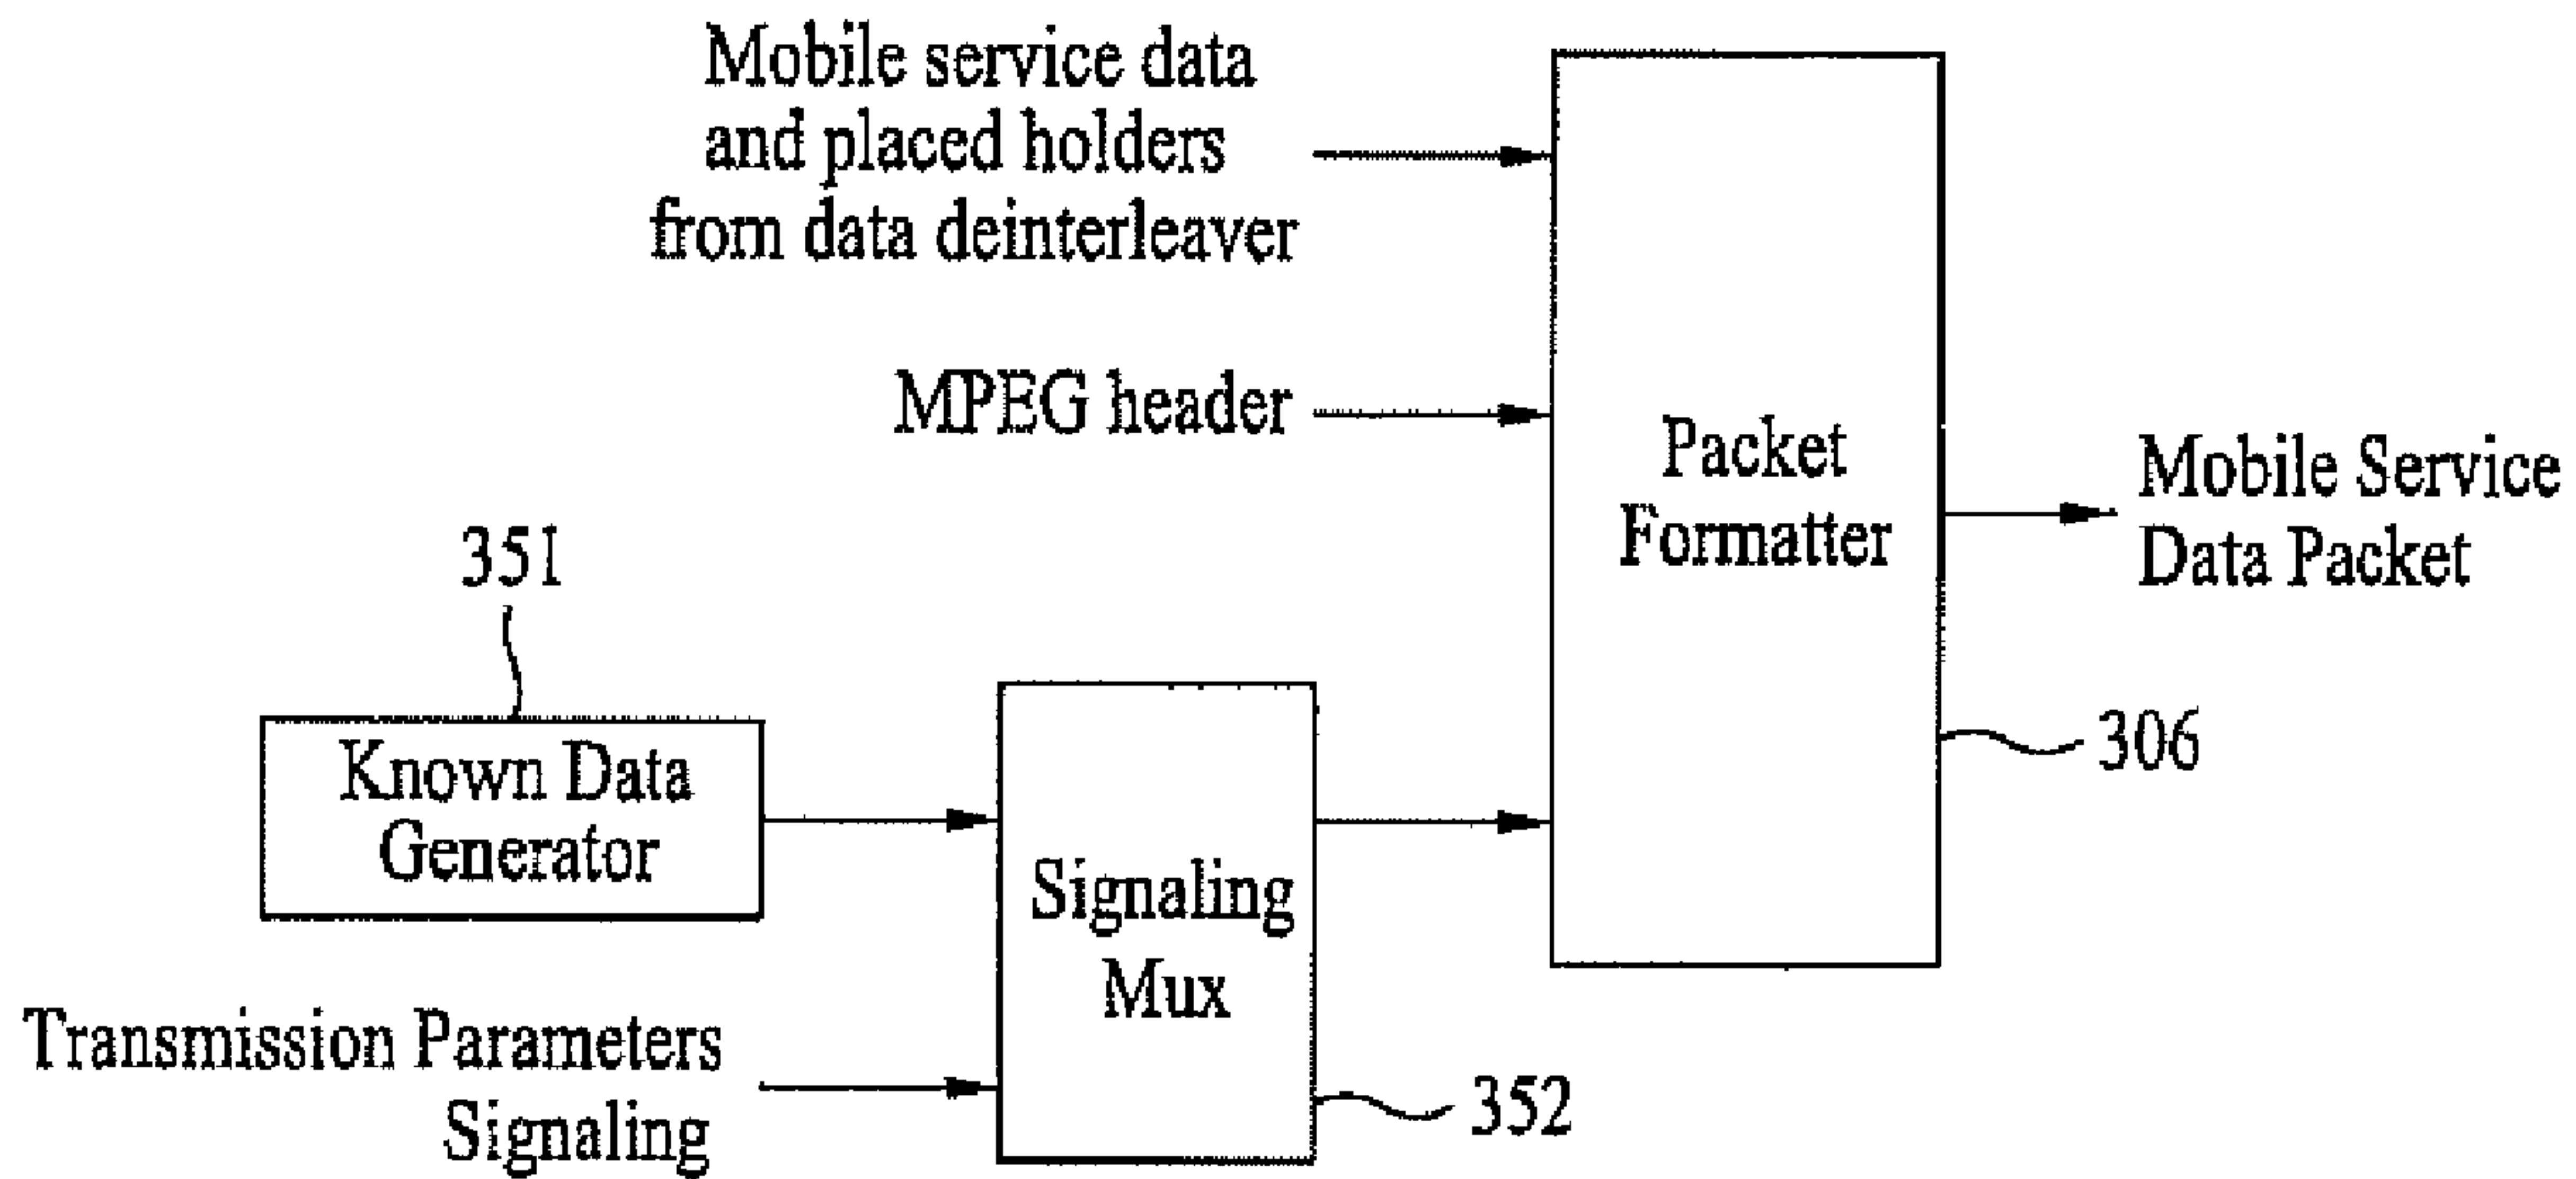 Mobile service data
and placed holders
from data deinterleaver
MPEG header
Packet
Formatter
Mobile Service
Data Packet
351
306
Known Data
Generator
Signaling
Mux
Transmission Parameters
Signaling
352